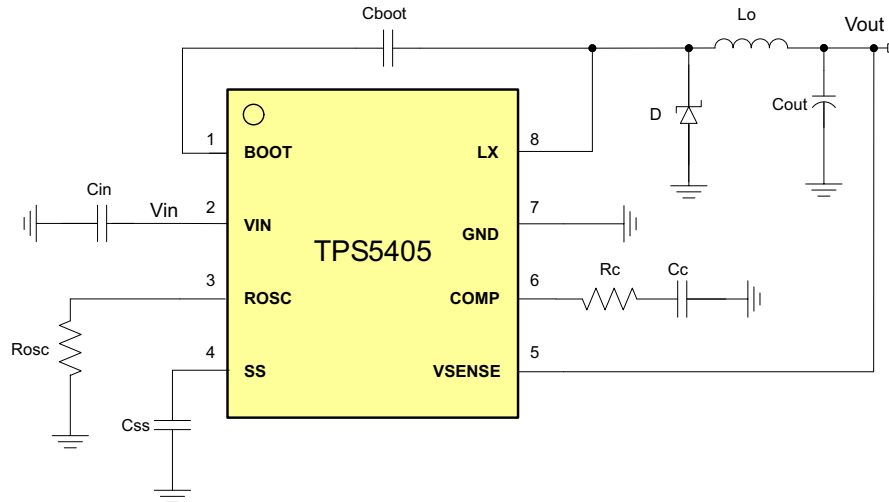 Cboot
Lo
Vout
D
Cout
1
BOOT
LX
8
Cin
Vin
2
VIN
GND
7
TPS5405
3
ROSC
COMP
6
Rc
Cc
Rosc
4
SS
VSENSE
5
Css